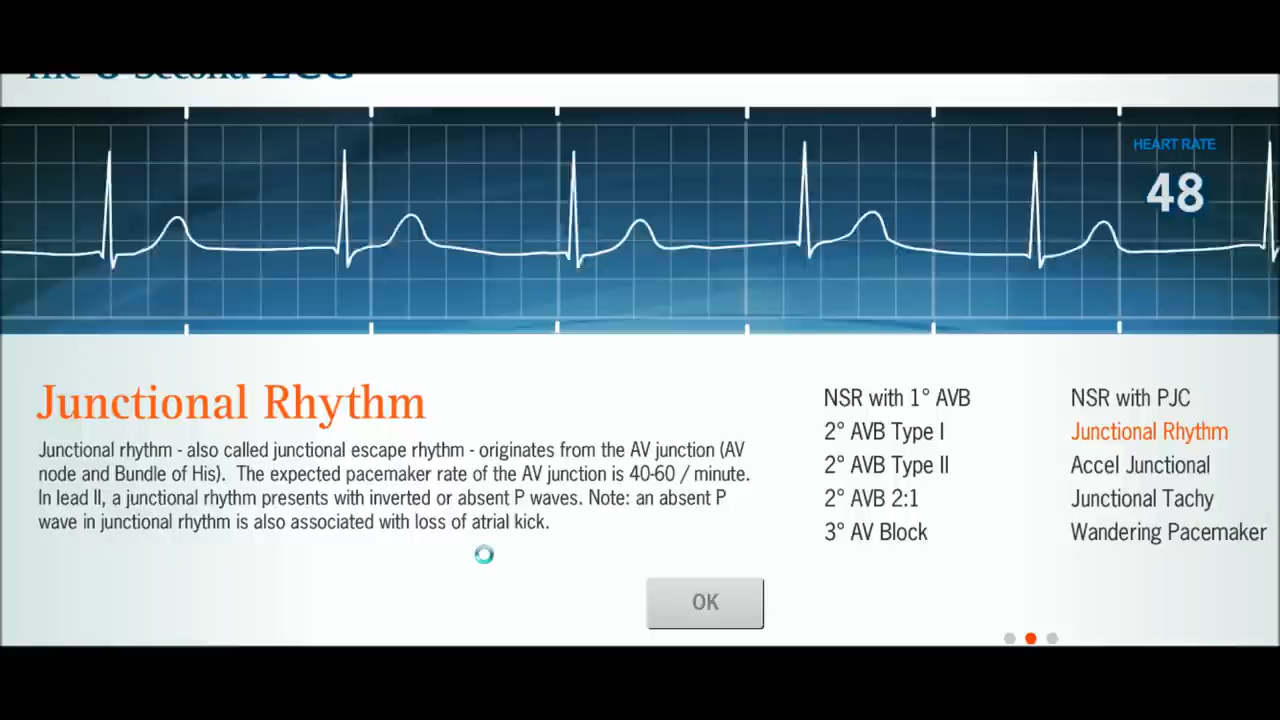 The 6 Second ECG
HEART RATE
48
Junctional Rhythm
Junctional rhythm - also called junctional escape rhythm - originates from the AV junction (AV
node and Bundle of His).  The expected pacemaker rate of the AV junction is 40-60 / minute.
In lead II, a junctional rhythm presents with inverted or absent P waves. Note: an absent P
wave in junctional rhythm is also associated with loss of atrial kick.
OK
NSR with 1° AVB
2° AVB Type I
2° AVB Type II
2° AVB 2:1
3° AV Block
NSR with PJC
Junctional Rhythm
Accel Junctional
Junctional Tachy
Wandering Pacemaker